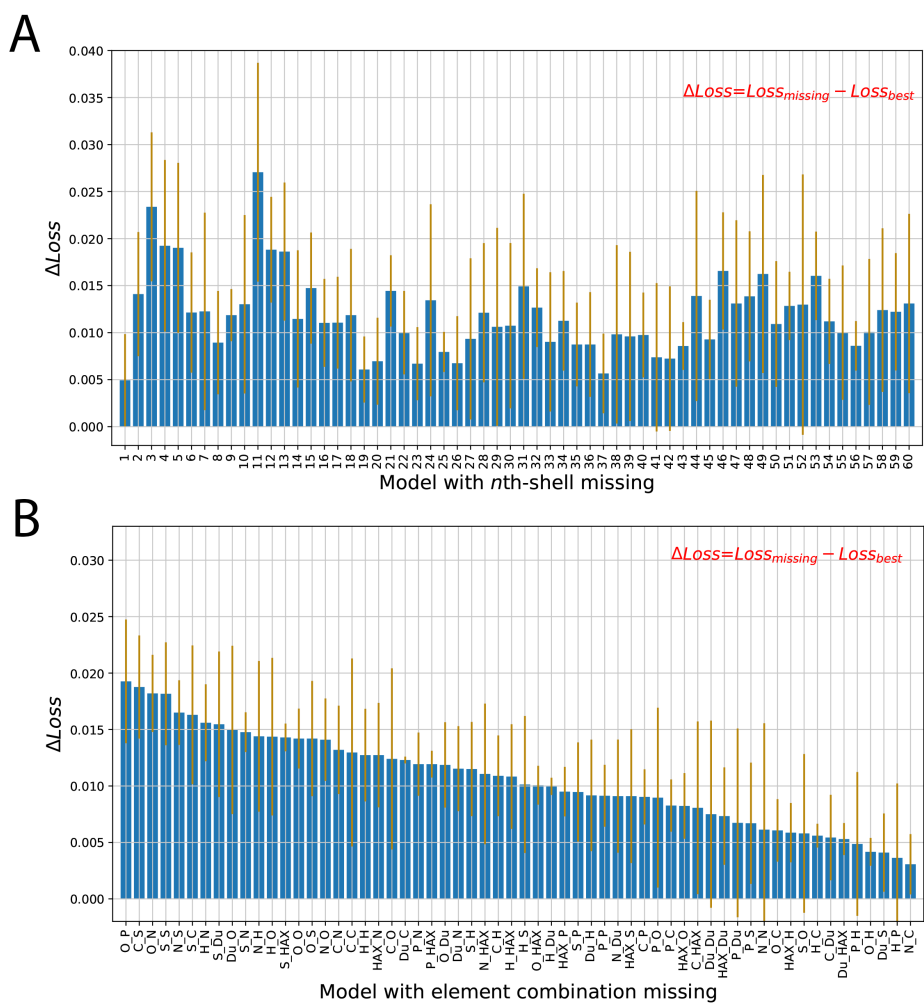 A
0.040
0.035
0.030
0.025
0.020
0.015
0.010
0.005
0.000
ΔLoss
ΔLoss=Loss_missing − Loss_best
1 2 3 4 5 6 7 8 9 10 11 12 13 14 15 16 17 18 19 20 21 22 23 24 25 26 27 28 29 30 31 32 33 34 35 36 37 38 39 40 41 42 43 44 45 46 47 48 49 50 51 52 53 54 55 56 57 58 59 60
Model with nth-shell missing
B
0.030
0.025
0.020
0.015
0.010
0.005
0.000
ΔLoss
ΔLoss=Loss_missing − Loss_best
O_P C_S O_N S_S N_S S_C H_N S_Du Du_O S_N N_H H_O S_HAX O_O O_S N_O C_N C_C H_H HAX_N C_O Du_C P_N P_HAX O_Du Du_N S_H N_HAX C_H H_HAX H_S O_HAX H_Du HAX_P S_P Du_H P_P N_Du HAX_S C_P P_O P_C HAX_O C_HAX Du_Du HAX_Du P_Du P_S N_N O_C HAX_H S_O H_C C_Du Du_HAX P_H O_H Du_S H_P N_C
Model with element combination missing